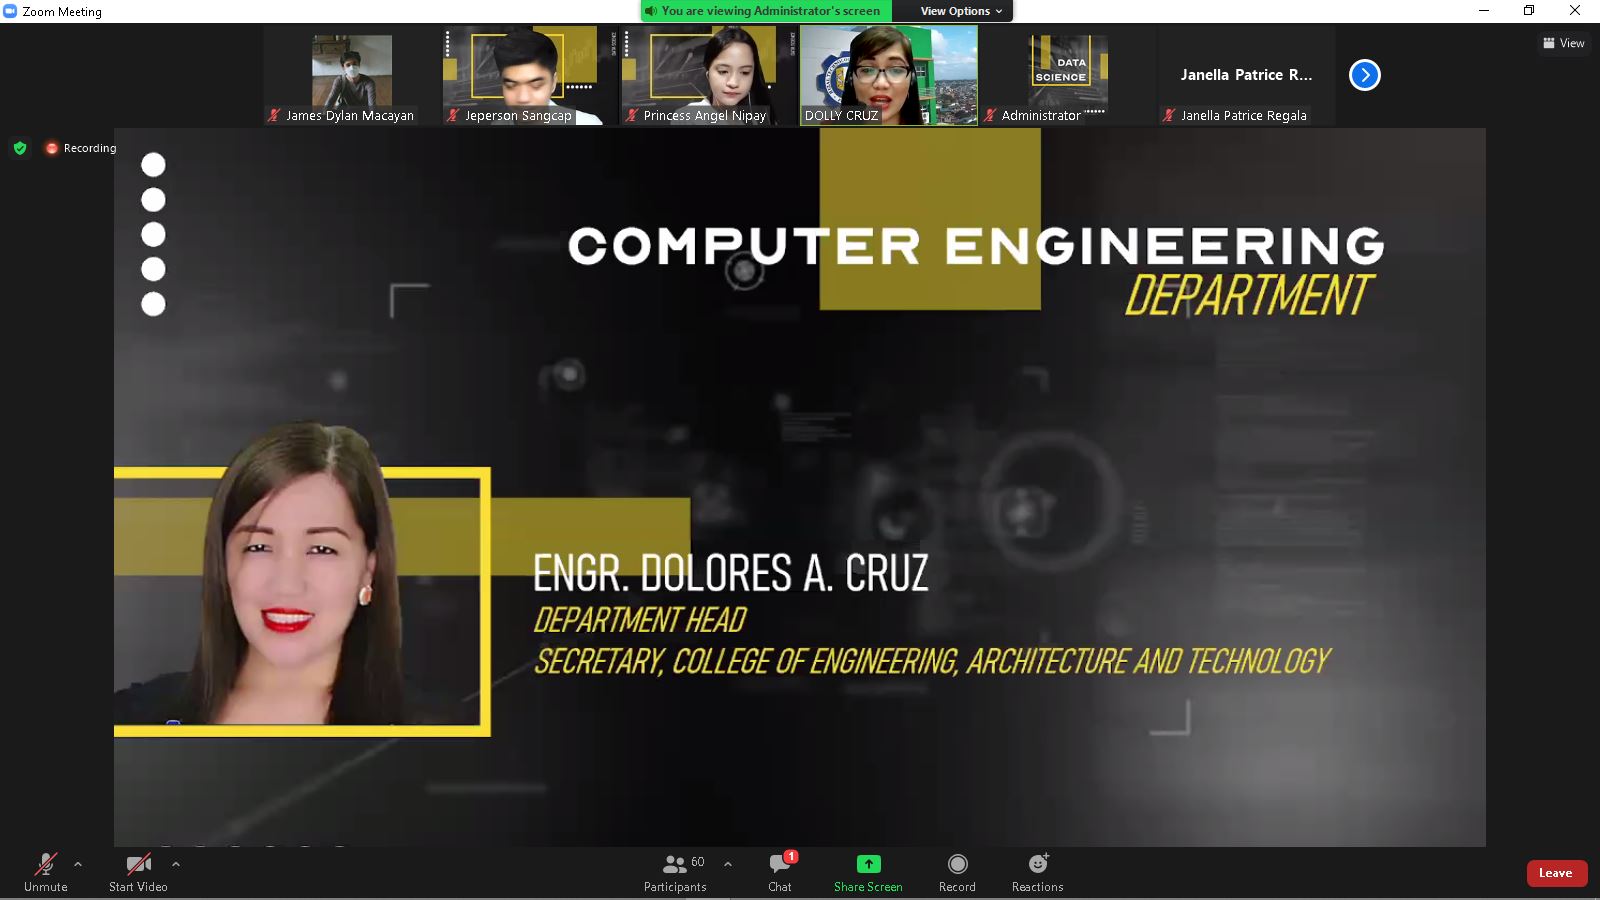 Zoom Meeting
You are viewing Administrator's screen
View Options
View
DATA
SCIENCE
Janella Patrice R...
James Dylan Macayan
Jeperson Sangcap
Princess Angel Nipay
DOLLY CRUZ
Administrator
Janella Patrice Regala
Recording
COMPUTER ENGINEERING
DEPARTMENT
ENGR. DOLORES A. CRUZ
DEPARTMENT HEAD
SECRETARY, COLLEGE OF ENGINEERING, ARCHITECTURE AND TECHNOLOGY
Unmute
Start Video
60
Participants
1
Chat
Share Screen
Record
Reactions
Leave